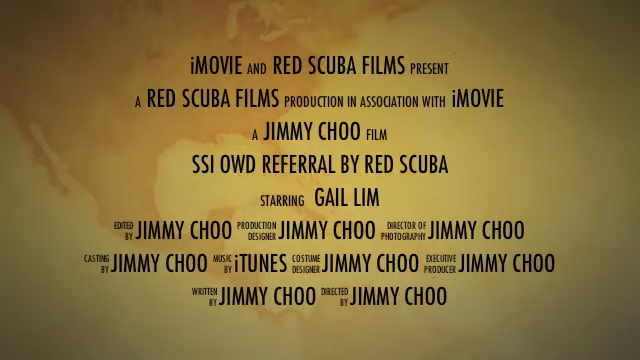 iMOVIE AND RED SCUBA FILMS PRESENT
A RED SCUBA FILMS PRODUCTION IN ASSOCIATION WITH iMOVIE
A JIMMY CHOO FILM
SSI OWD REFERRAL BY RED SCUBA
STARRING GAIL LIM
EDITED BY JIMMY CHOO PRODUCTION DESIGNER JIMMY CHOO DIRECTOR OF PHOTOGRAPHY JIMMY CHOO
CASTING BY JIMMY CHOO MUSIC BY iTUNES COSTUME DESIGNER JIMMY CHOO EXECUTIVE PRODUCER JIMMY CHOO
WRITTEN BY JIMMY CHOO DIRECTED BY JIMMY CHOO